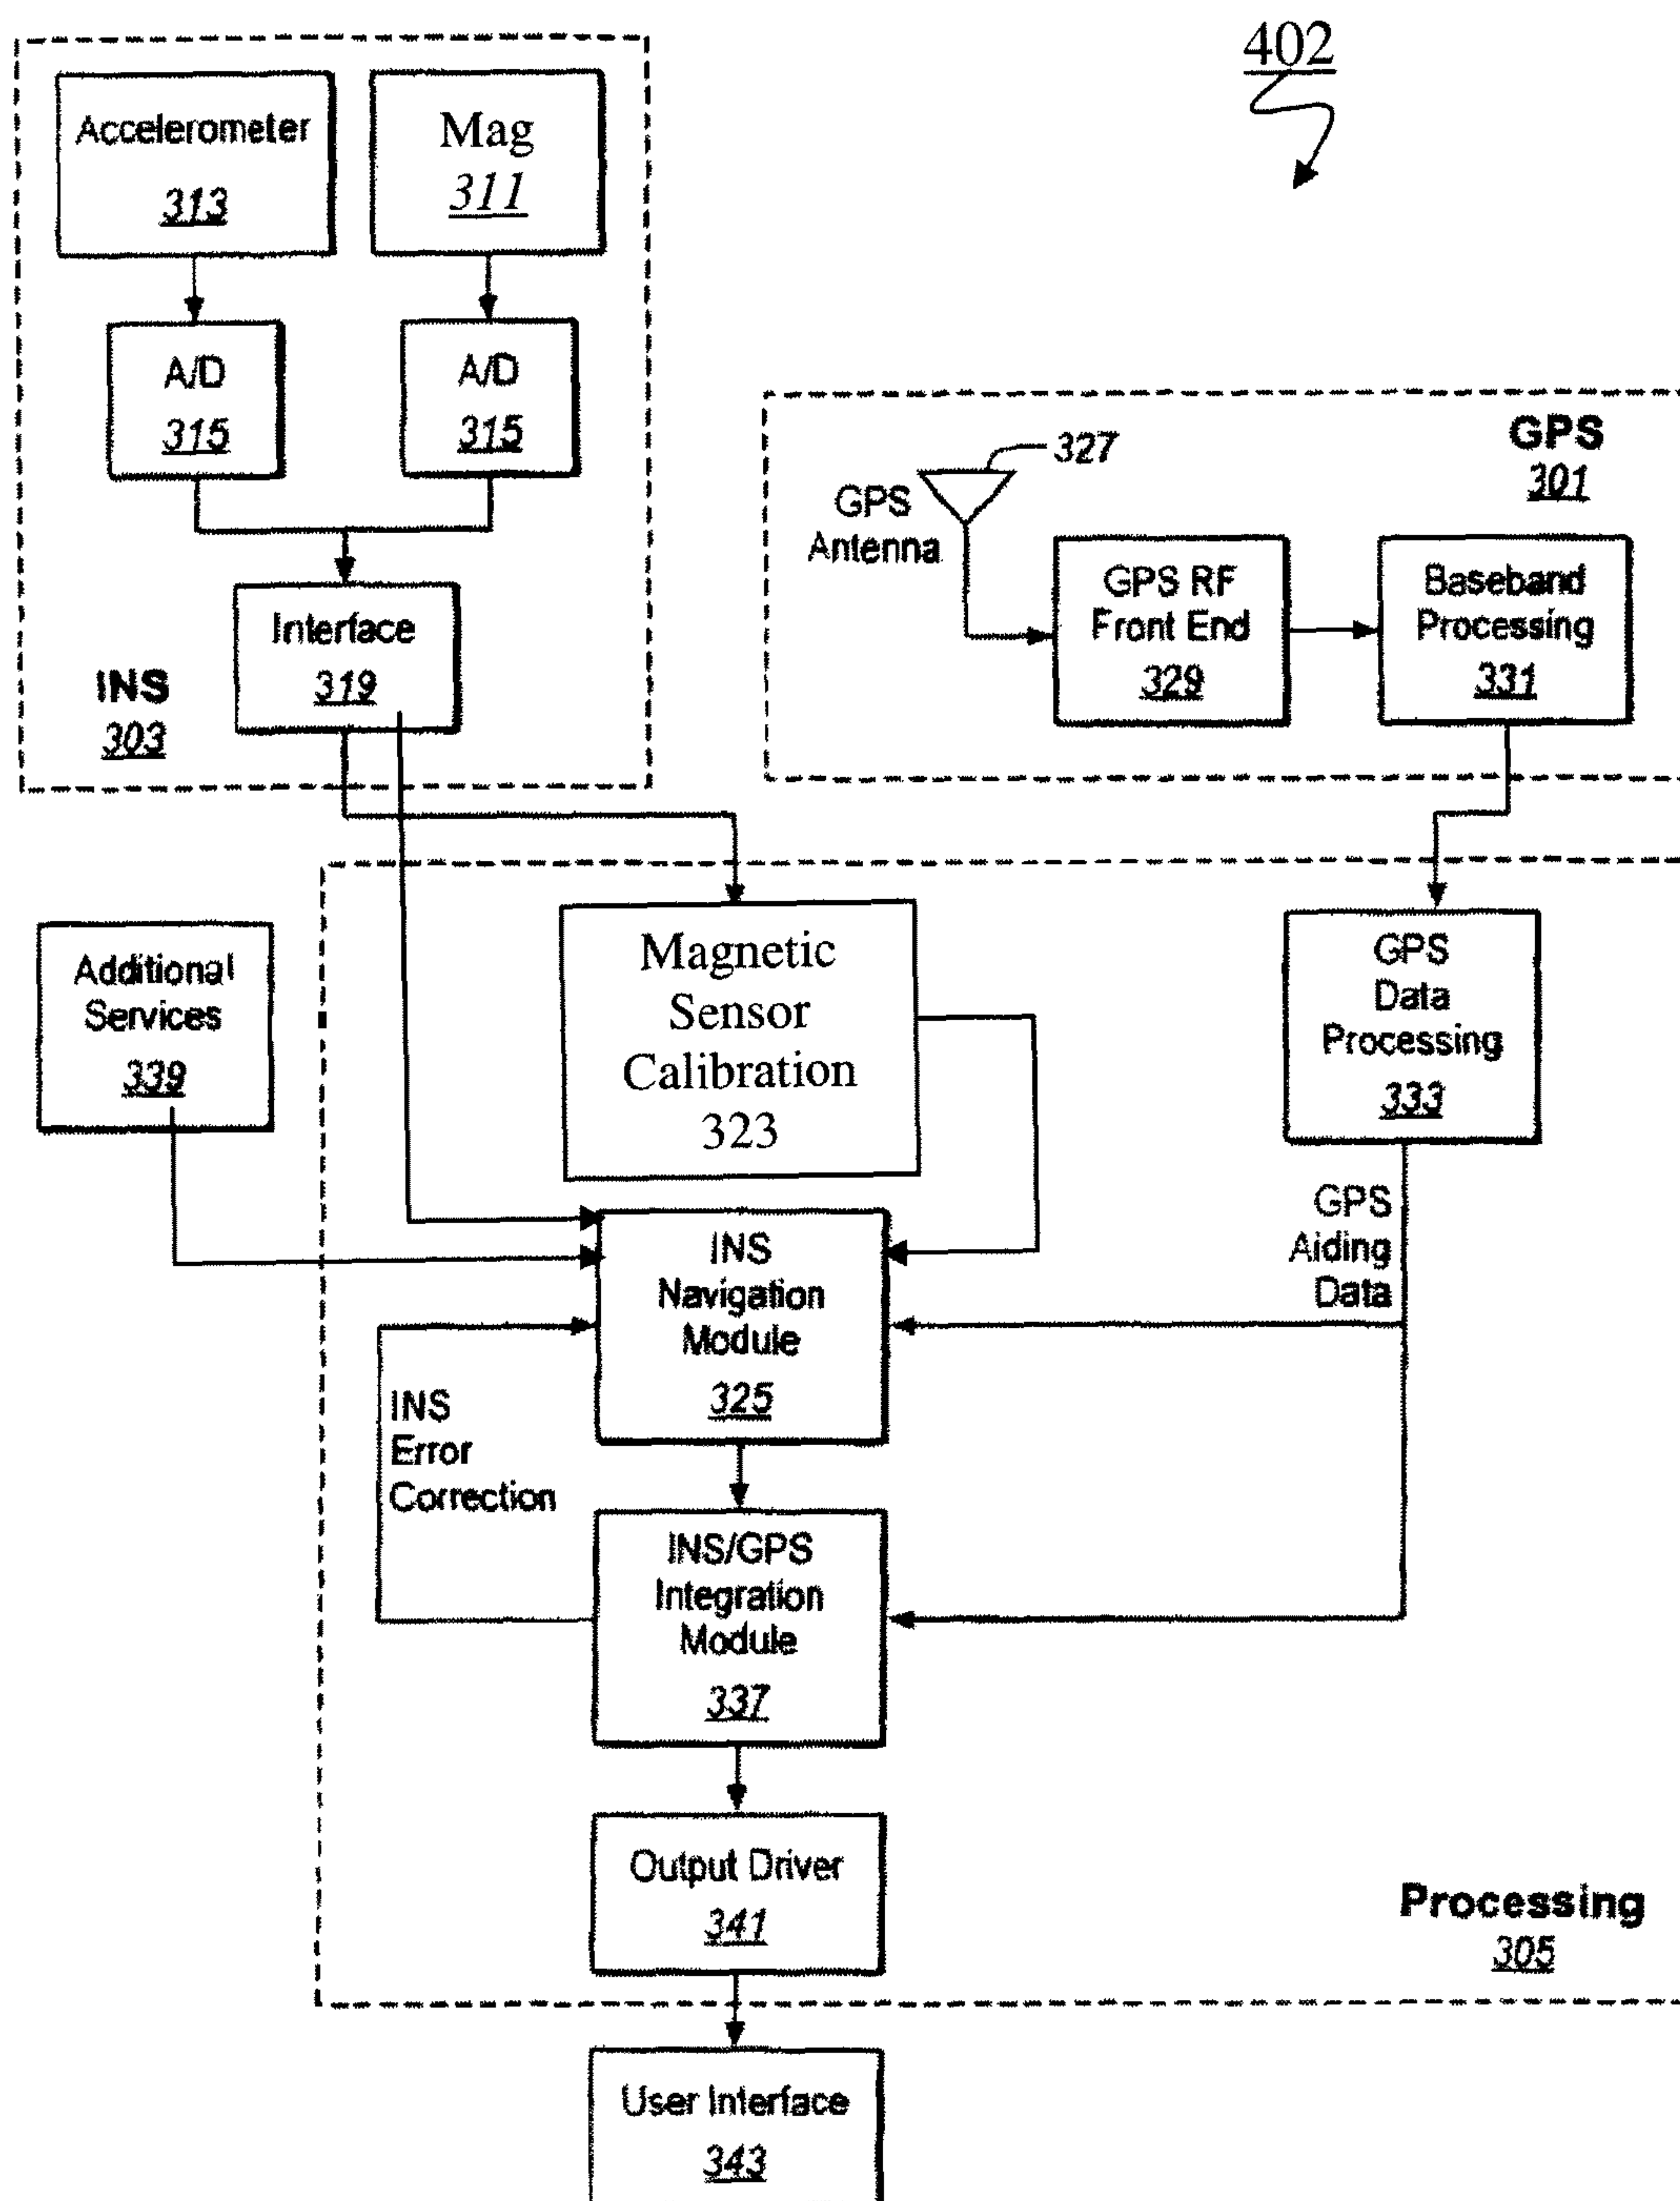 402
Accelerometer
313
Mag
311
A/D
315
A/D
315
Interface
319
INS
303
GPS
301
327
GPS
Antenna
GPS RF
Front End
329
Baseband
Processing
331
Additional
Services
339
Magnetic
Sensor
Calibration
323
GPS
Data
Processing
333
GPS
Aiding
Data
INS
Navigation
Module
325
INS
Error
Correction
INS/GPS
Integration
Module
337
Output Driver
341
Processing
305
User Interface
343